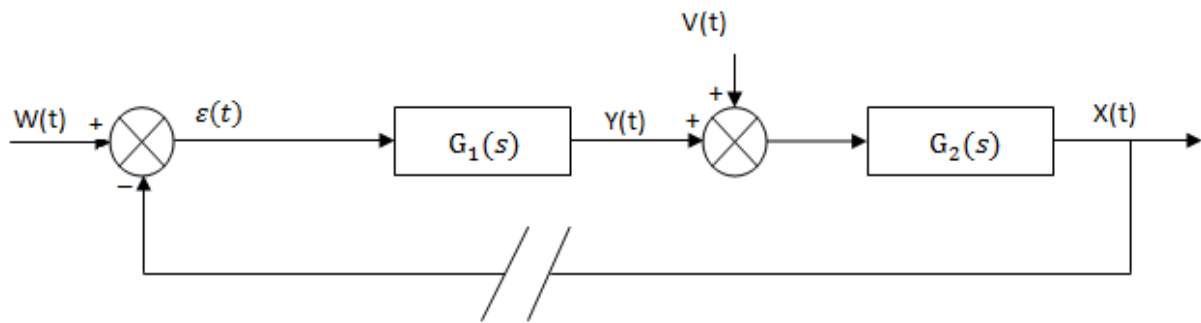 V(t)
W(t)
+
ε(t)
G₁(s)
Y(t)
+
+
G₂(s)
X(t)
−